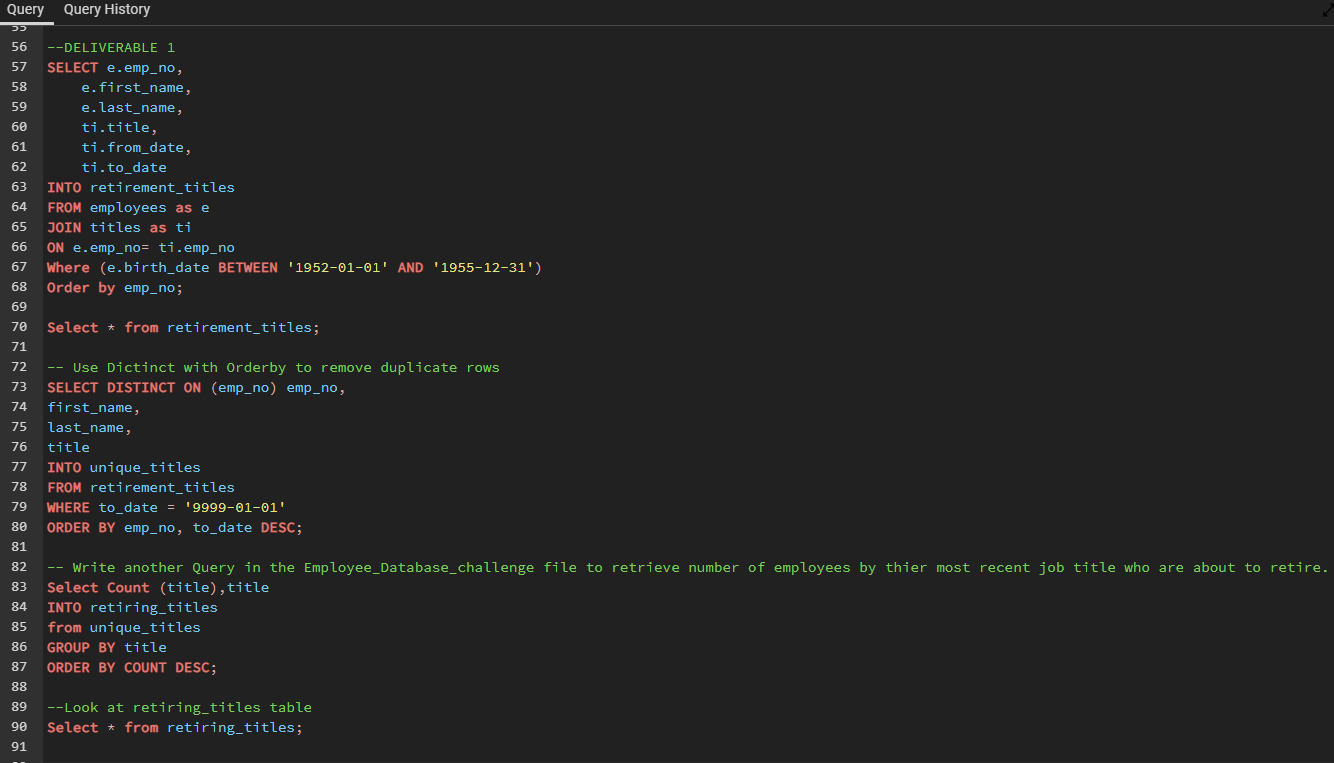 Query Query History
55
56 --DELIVERABLE 1
57 SELECT e.emp_no,
58     e.first_name,
59     e.last_name,
60     ti.title,
61     ti.from_date,
62     ti.to_date
63 INTO retirement_titles
64 FROM employees as e
65 JOIN titles as ti
66 ON e.emp_no= ti.emp_no
67 Where (e.birth_date BETWEEN '1952-01-01' AND '1955-12-31')
68 Order by emp_no;
69
70 Select * from retirement_titles;
71
72 -- Use Dictinct with Orderby to remove duplicate rows
73 SELECT DISTINCT ON (emp_no) emp_no,
74 first_name,
75 last_name,
76 title
77 INTO unique_titles
78 FROM retirement_titles
79 WHERE to_date = '9999-01-01'
80 ORDER BY emp_no, to_date DESC;
81
82 -- Write another Query in the Employee_Database_challenge file to retrieve number of employees by thier most recent job title who are about to retire.
83 Select Count (title),title
84 INTO retiring_titles
85 from unique_titles
86 GROUP BY title
87 ORDER BY COUNT DESC;
88
89 --Look at retiring_titles table
90 Select * from retiring_titles;
91